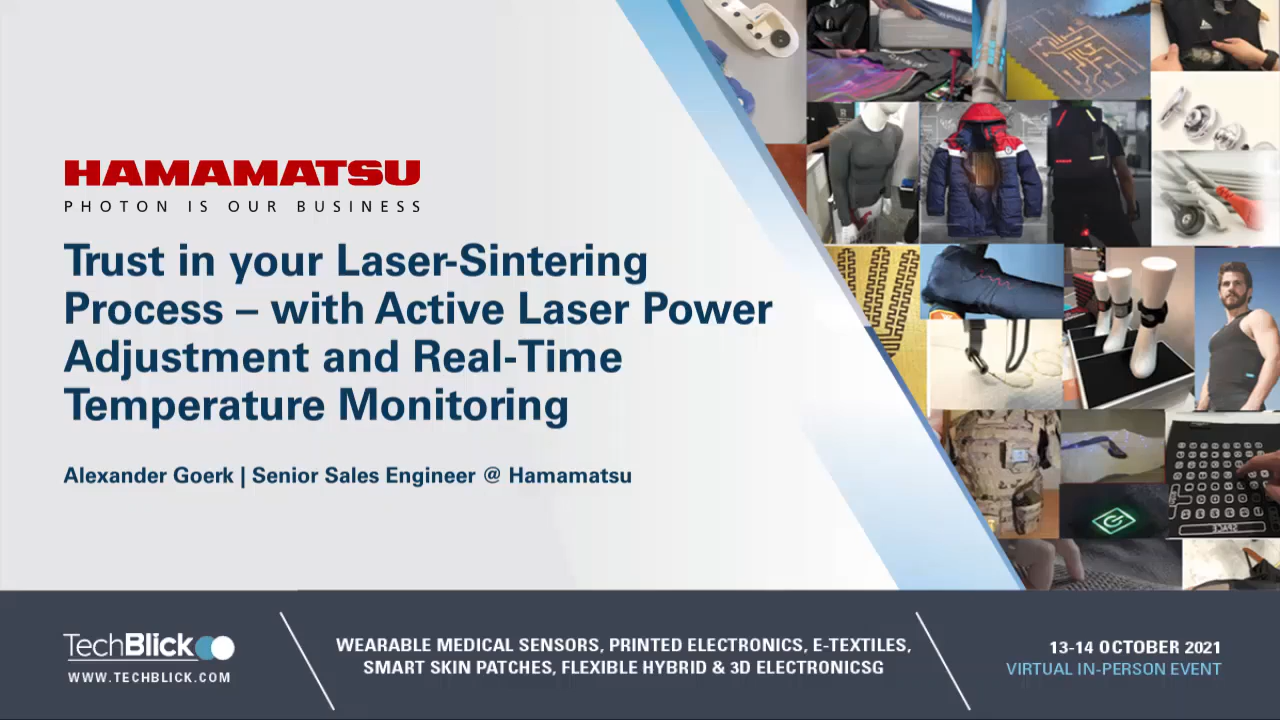 HAMAMATSU
PHOTON IS OUR BUSINESS
Trust in your Laser-Sintering
Process – with Active Laser Power
Adjustment and Real-Time
Temperature Monitoring
Alexander Goerk | Senior Sales Engineer @ Hamamatsu
TechBlick
WWW.TECHBLICK.COM
WEARABLE MEDICAL SENSORS, PRINTED ELECTRONICS, E-TEXTILES,
SMART SKIN PATCHES, FLEXIBLE HYBRID & 3D ELECTRONICSG
13-14 OCTOBER 2021
VIRTUAL IN-PERSON EVENT